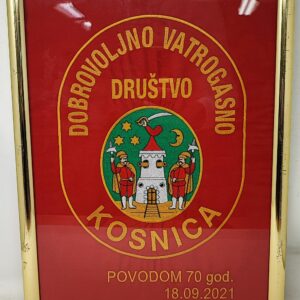 DOBROVOLJNO VATROGASNO
DRUŠTVO
KOSNICA
POVODOM 70 god.
18.09.2021